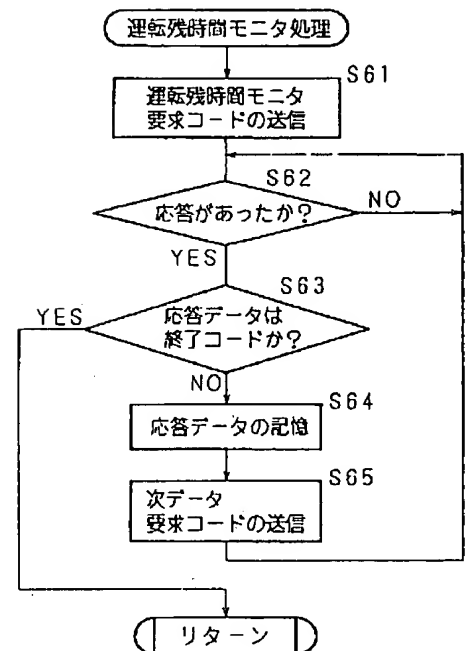 運転残時間モニタ処理
S61
運転残時間モニタ
要求コードの送信
S62
応答があったか?
NO
YES
S63
YES
応答データは
終了コードか?
NO
S64
応答データの記憶
S65
次データ
要求コードの送信
リターン